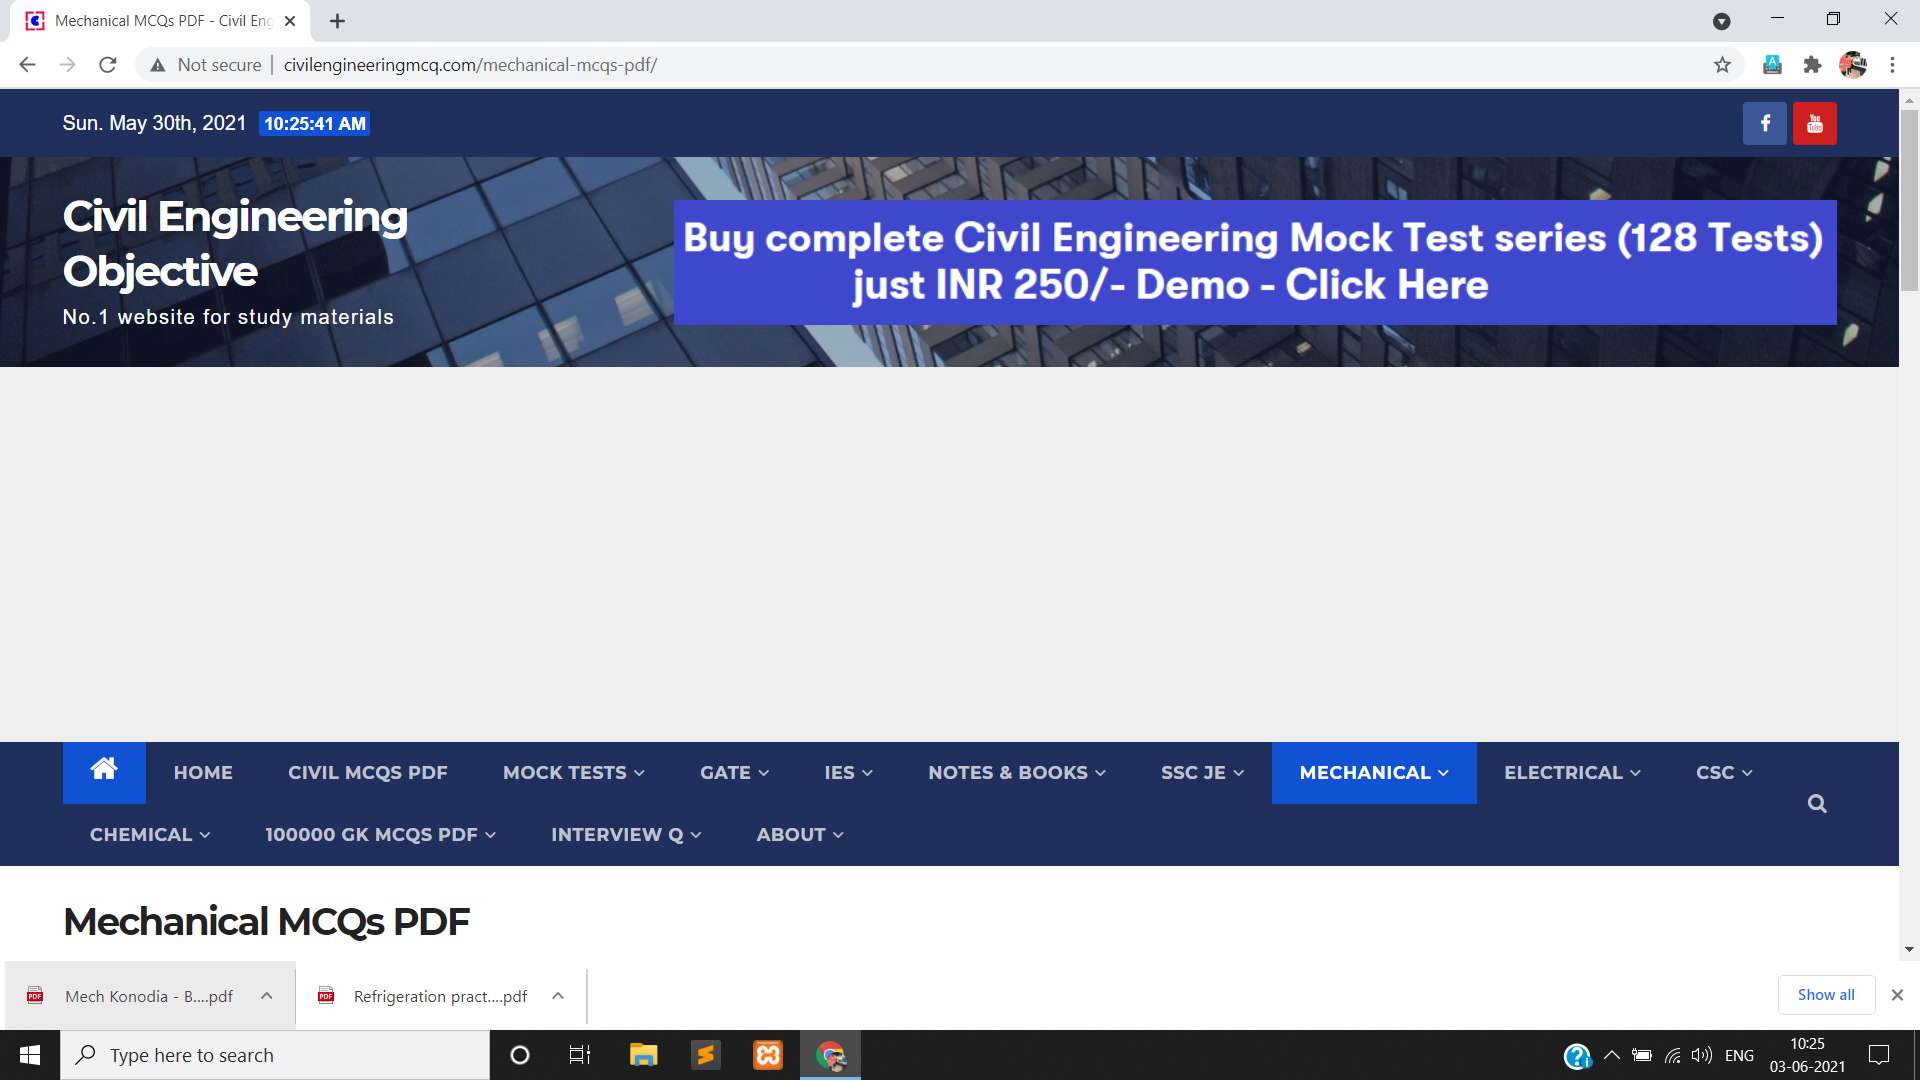 Mechanical MCQs PDF - Civil Eng
Not secure | civilengineeringmcq.com/mechanical-mcqs-pdf/
Sun. May 30th, 2021 10:25:41 AM
Civil Engineering
Objective
No.1 website for study materials
Buy complete Civil Engineering Mock Test series (128 Tests)
just INR 250/- Demo - Click Here
HOME CIVIL MCQS PDF MOCK TESTS GATE IES NOTES & BOOKS SSC JE MECHANICAL ELECTRICAL CSC
CHEMICAL 100000 GK MCQS PDF INTERVIEW Q ABOUT
Mechanical MCQs PDF
Mech Konodia - B....pdf Refrigeration pract....pdf Show all
Type here to search
ENG
10:25
03-06-2021